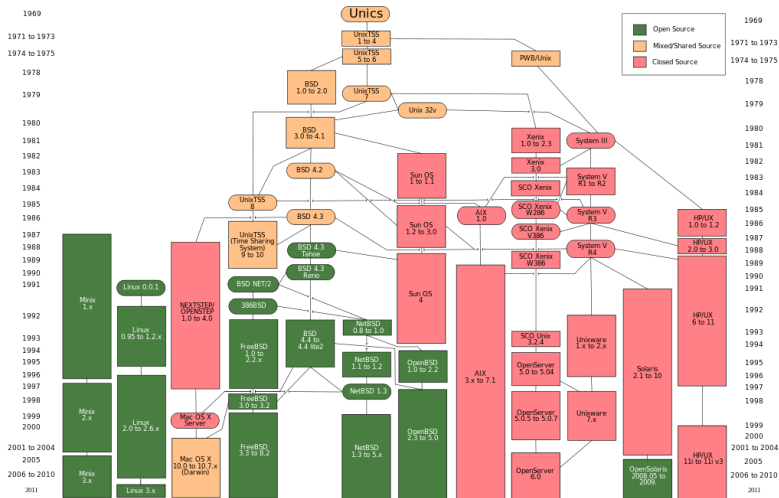 Unics
1969
1969
Open Source
Mixed/Shared Source
Closed Source
1971 to 1973
UnixTSS
1 to 4
1971 to 1973
1974 to 1975
UnixTSS
5 to 6
PWB/Unix
1974 to 1975
1978
BSD
1.0 to 2.0
1978
1979
UnixTSS
7
Unix 32v
1979
1980
BSD
3.0 to 4.1
1980
1981
Xenix
1.0 to 2.3
System III
1981
1982
Sun OS
1 to 1.1
Xenix
3.0
1982
1983
BSD 4.2
System V
R1 to R2
1983
1984
SCO Xenix
1984
1985
UnixTSS
8
AIX
1.0
SCO Xenix
W286
System V
R3
HP/UX
1.0 to 1.2
1985
1986
BSD 4.3
Sun OS
1.2 to 3.0
SCO Xenix
V386
1986
1987
UnixTSS
(Time Sharing
System)
9 to 10
HP/UX
2.0 to 3.0
1987
1988
BSD 4.3
Tahoe
System V
R4
1988
1989
SCO Xenix
W386
1989
1990
BSD 4.3
Reno
1990
1991
Minix
1.x
Linux 0.0.1
BSD NET/2
Sun OS
4
1991
NEXTSTEP/
OPENSTEP
1.0 to 4.0
386BSD
1992
Linux
0.95 to 1.2.x
NetBSD
0.8 to 1.0
HP/UX
6 to 11
1992
1993
FreeBSD
1.0 to
2.2.x
BSD
4.4 to
4.4 lite2
SCO Unix
3.2.4
Unixware
1.x to 2.x
1993
1994
1994
1995
NetBSD
1.1 to 1.2
OpenBSD
1.0 to 2.2
OpenServer
5.0 to 5.04
Solaris
2.1 to 10
1995
1996
AIX
3.x to 7.1
1996
1997
NetBSD 1.3
1997
1998
Minix
2.x
Linux
2.0 to 2.6.x
FreeBSD
3.0 to 3.2
OpenServer
5.0.5 to 5.0.7
Unixware
7.x
1998
1999
Mac OS X
Server
1999
2000
OpenBSD
2.3 to 5.0
2000
2001 to 2004
Mac OS X
10.0 to 10.7.x
(Darwin)
FreeBSD
3.3 to 8.2
NetBSD
1.3 to 5.x
HP/UX
11i to 11i v3
2001 to 2004
2005
2005
2006 to 2010
Minix
3.x
OpenServer
6.0
OpenSolaris
2008.05 to
2009.
2006 to 2010
2011
Linux 3.x
2011